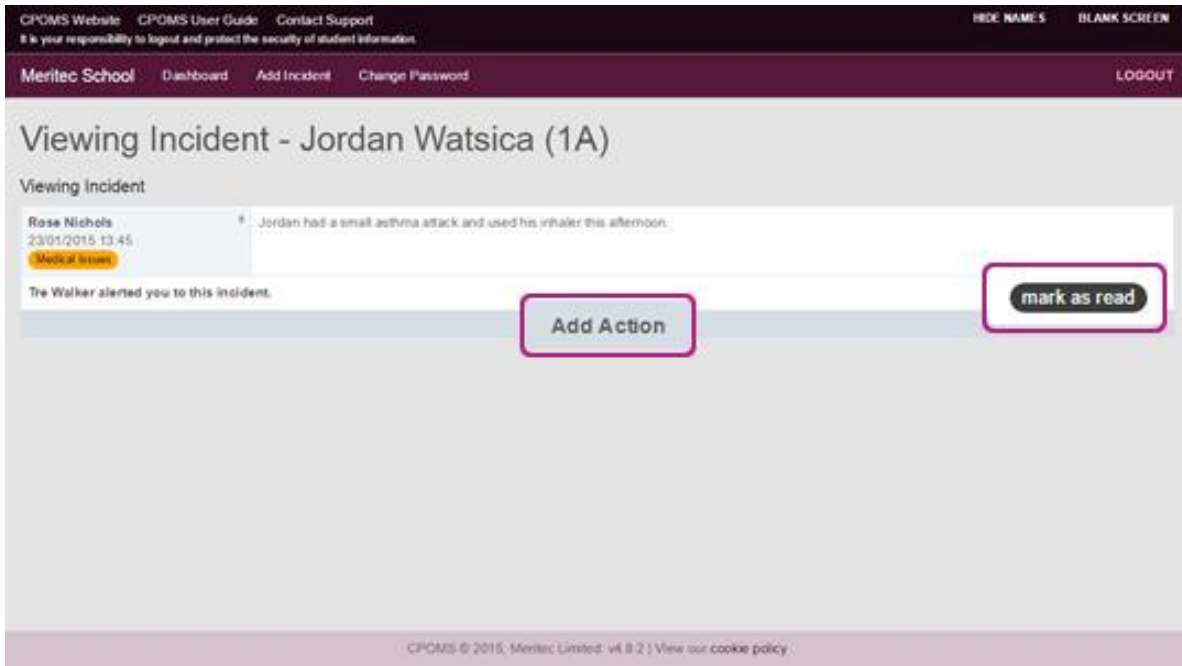 CPOMS Website CPOMS User Guide Contact Support HIDE NAMES BLANK SCREEN
It is your responsibility to logout and protect the security of student information.
Meritec School Dashboard Add Incident Change Password LOGOUT
Viewing Incident - Jordan Watsica (1A)
Viewing Incident
Rose Nichols
23/01/2015 13:45
Medical Issues
Jordan had a small asthma attack and used his inhaler this afternoon.
Tre Walker alerted you to this incident.
mark as read
Add Action
CPOMS © 2015, Meritec Limited. v4.8.2 | View our cookie policy